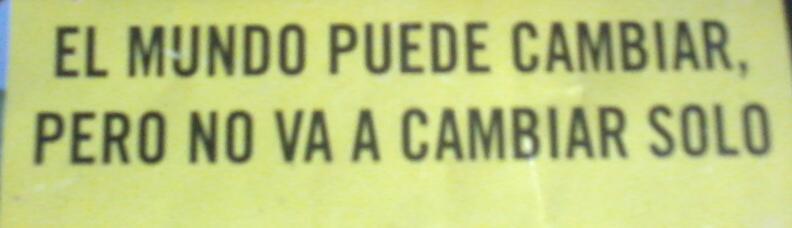 EL MUNDO PUEDE CAMBIAR,
PERO NO VA A CAMBIAR SOLO